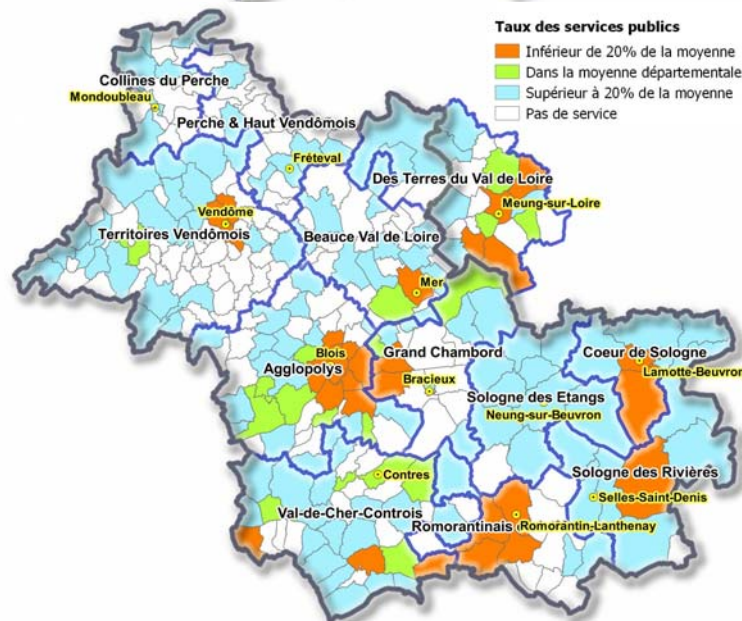 Taux des services publics
Inférieur de 20% de la moyenne
Dans la moyenne départementale
Supérieur à 20% de la moyenne
Pas de service
Collines du Perche
Mondoubleau
Perche & Haut Vendômois
Fréteval
Des Terres du Val de Loire
Meung-sur-Loire
Vendôme
Territoires Vendômois
Beauce Val de Loire
Mer
Blois
Agglopolys
Grand Chambord
Bracieux
Coeur de Sologne
Lamotte-Beuvron
Sologne des Etangs
Neung-sur-Beuvron
Contres
Sologne des Rivières
Selles-Saint-Denis
Val-de-Cher-Controis
Romorantinais
Romorantin-Lanthenay